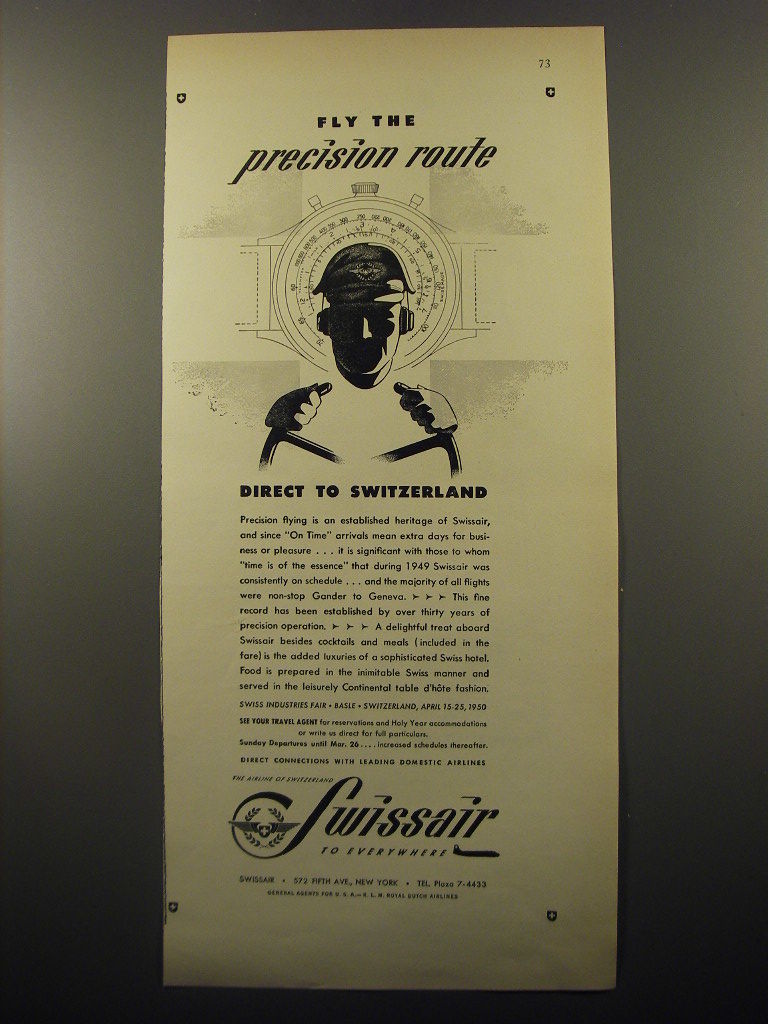 73
FLY THE
precision route
DIRECT TO SWITZERLAND
Precision flying is an established heritage of Swissair,
and since "On Time" arrivals mean extra days for busi-
ness or pleasure . . . it is significant with those to whom
"time is of the essence" that during 1949 Swissair was
consistently on schedule . . . and the majority of all flights
were non-stop Gander to Geneva. ➤ ➤ ➤ This fine
record has been established by over thirty years of
precision operation. ➤ ➤ ➤ A delightful treat aboard
Swissair besides cocktails and meals (included in the
fare) is the added luxuries of a sophisticated Swiss hotel.
Food is prepared in the inimitable Swiss manner and
served in the leisurely Continental table d'hôte fashion.
SWISS INDUSTRIES FAIR • BASLE • SWITZERLAND, APRIL 15-25, 1950
SEE YOUR TRAVEL AGENT for reservations and Holy Year accommodations
or write us direct for full particulars.
Sunday Departures until Mar. 26 . . . . increased schedules thereafter.
DIRECT CONNECTIONS WITH LEADING DOMESTIC AIRLINES
THE AIRLINE OF SWITZERLAND
Swissair
TO EVERYWHERE
SWISSAIR • 572 FIFTH AVE., NEW YORK • TEL. Plaza 7-4433
GENERAL AGENTS FOR U. S. A.—K. L. M. ROYAL DUTCH AIRLINES